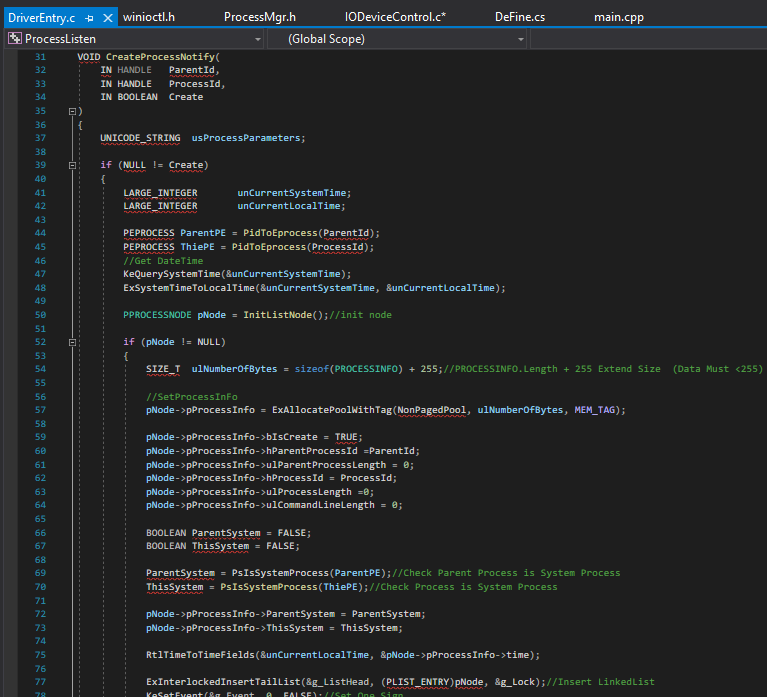 DriverEntry.c winioctl.h ProcessMgr.h IODeviceControl.c* DeFine.cs main.cpp
ProcessListen (Global Scope)
31 VOID CreateProcessNotify(
32 IN HANDLE ParentId,
33 IN HANDLE ProcessId,
34 IN BOOLEAN Create
35 )
36 {
37 UNICODE_STRING usProcessParameters;
38
39 if (NULL != Create)
40 {
41 LARGE_INTEGER unCurrentSystemTime;
42 LARGE_INTEGER unCurrentLocalTime;
43
44 PEPROCESS ParentPE = PidToEprocess(ParentId);
45 PEPROCESS ThiePE = PidToEprocess(ProcessId);
46 //Get DateTime
47 KeQuerySystemTime(&unCurrentSystemTime);
48 ExSystemTimeToLocalTime(&unCurrentSystemTime, &unCurrentLocalTime);
49
50 PPROCESSNODE pNode = InitListNode();//init node
51
52 if (pNode != NULL)
53 {
54 SIZE_T ulNumberOfBytes = sizeof(PROCESSINFO) + 255;//PROCESSINFO.Length + 255 Extend Size (Data Must <255)
55
56 //SetProcessInFo
57 pNode->pProcessInfo = ExAllocatePoolWithTag(NonPagedPool, ulNumberOfBytes, MEM_TAG);
58
59 pNode->pProcessInfo->bIsCreate = TRUE;
60 pNode->pProcessInfo->hParentProcessId =ParentId;
61 pNode->pProcessInfo->ulParentProcessLength = 0;
62 pNode->pProcessInfo->hProcessId = ProcessId;
63 pNode->pProcessInfo->ulProcessLength =0;
64 pNode->pProcessInfo->ulCommandLineLength = 0;
65
66 BOOLEAN ParentSystem = FALSE;
67 BOOLEAN ThisSystem = FALSE;
68
69 ParentSystem = PsIsSystemProcess(ParentPE);//Check Parent Process is System Process
70 ThisSystem = PsIsSystemProcess(ThiePE);//Check Process is System Process
71
72 pNode->pProcessInfo->ParentSystem = ParentSystem;
73 pNode->pProcessInfo->ThisSystem = ThisSystem;
74
75 RtlTimeToTimeFields(&unCurrentLocalTime, &pNode->pProcessInfo->time);
76
77 ExInterlockedInsertTailList(&g_ListHead, (PLIST_ENTRY)pNode, &g_Lock);//Insert LinkedList
78 KeSetEvent(&g_Event, 0, FALSE);//Set One Sign